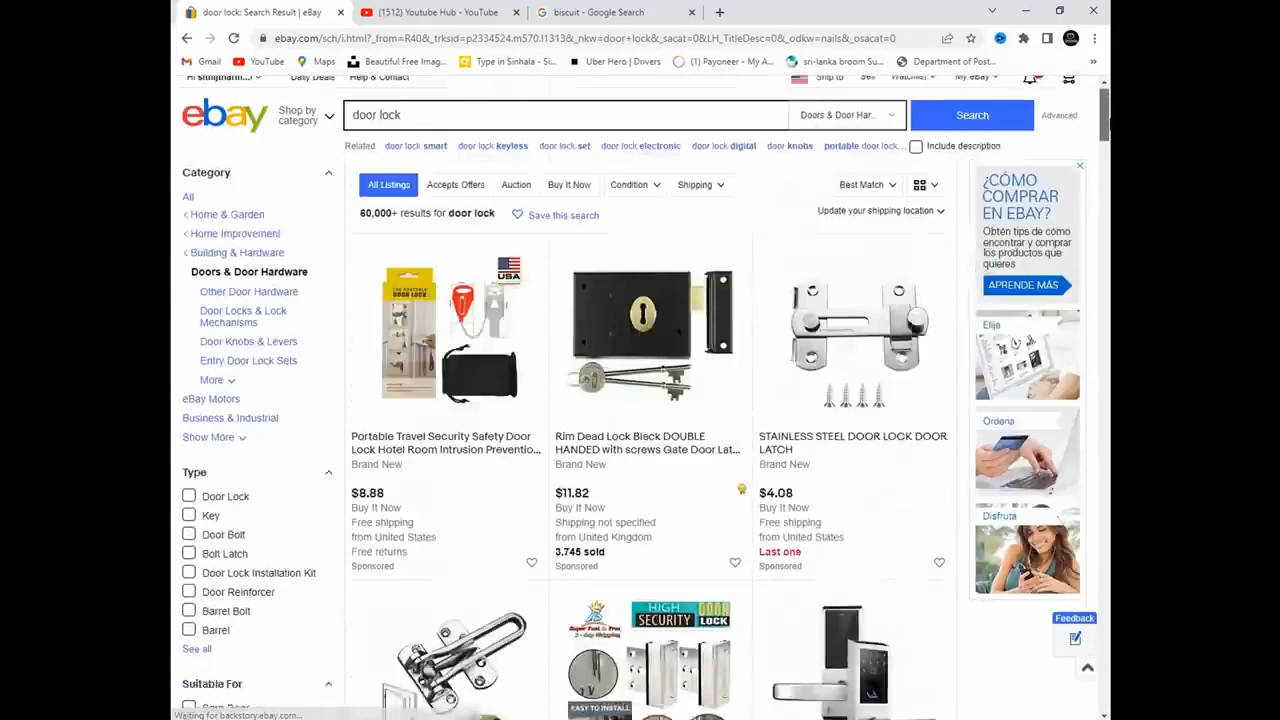 door lock: Search Result | eBay
(1512) Youtube Hub - YouTube
biscuit - Google Search
ebay.com/sch/i.html?_from=R40&_trksid=p2334524.m570.l1313&_nkw=door+lock&_sacat=0&LH_TitleDesc=0&_odkw=nails&_osacat=0
Gmail
YouTube
Maps
Beautiful Free Imag...
Type in Sinhala - Si...
Uber Hero | Drivers
(1) Payoneer - My A...
sri-lanka broom Su...
Department of Post...
Daily Deals
Help & Contact
Ship to
Sell
My eBay
ebay
Shop by
category
door lock
Doors & Door Har...
Search
Advanced
Related
door lock smart
door lock keyless
door lock set
door lock electronic
door lock digital
door knobs
portable door lock...
Include description
Category
All
Home & Garden
Home Improvement
Building & Hardware
Doors & Door Hardware
Other Door Hardware
Door Locks & Lock
Mechanisms
Door Knobs & Levers
Entry Door Lock Sets
More
eBay Motors
Business & Industrial
Show More
Type
Door Lock
Key
Door Bolt
Bolt Latch
Door Lock Installation Kit
Door Reinforcer
Barrel Bolt
Barrel
See all
Suitable For
All Listings
Accepts Offers
Auction
Buy It Now
Condition
Shipping
Best Match
60,000+ results for door lock
Save this search
Update your shipping location
USA
DOOR LOCK
Portable Travel Security Safety Door
Lock Hotel Room Intrusion Preventio...
Brand New
$8.88
Buy It Now
Free shipping
from United States
Free returns
Sponsored
Rim Dead Lock Black DOUBLE
HANDED with screws Gate Door Lat...
Brand New
$11.82
Buy It Now
Shipping not specified
from United Kingdom
3,745 sold
Sponsored
STAINLESS STEEL DOOR LOCK DOOR
LATCH
Brand New
$4.08
Buy It Now
Free shipping
from United States
Last one
Sponsored
HIGH
SECURITY
DOOR
LOCK
EASY TO INSTALL
¿CÓMO
COMPRAR
EN EBAY?
Obtén tips de cómo
encontrar y comprar
los productos que
quieres
APRENDE MÁS
Elije
Ordena
Disfruta
Feedback
Waiting for backstory.ebay.com...